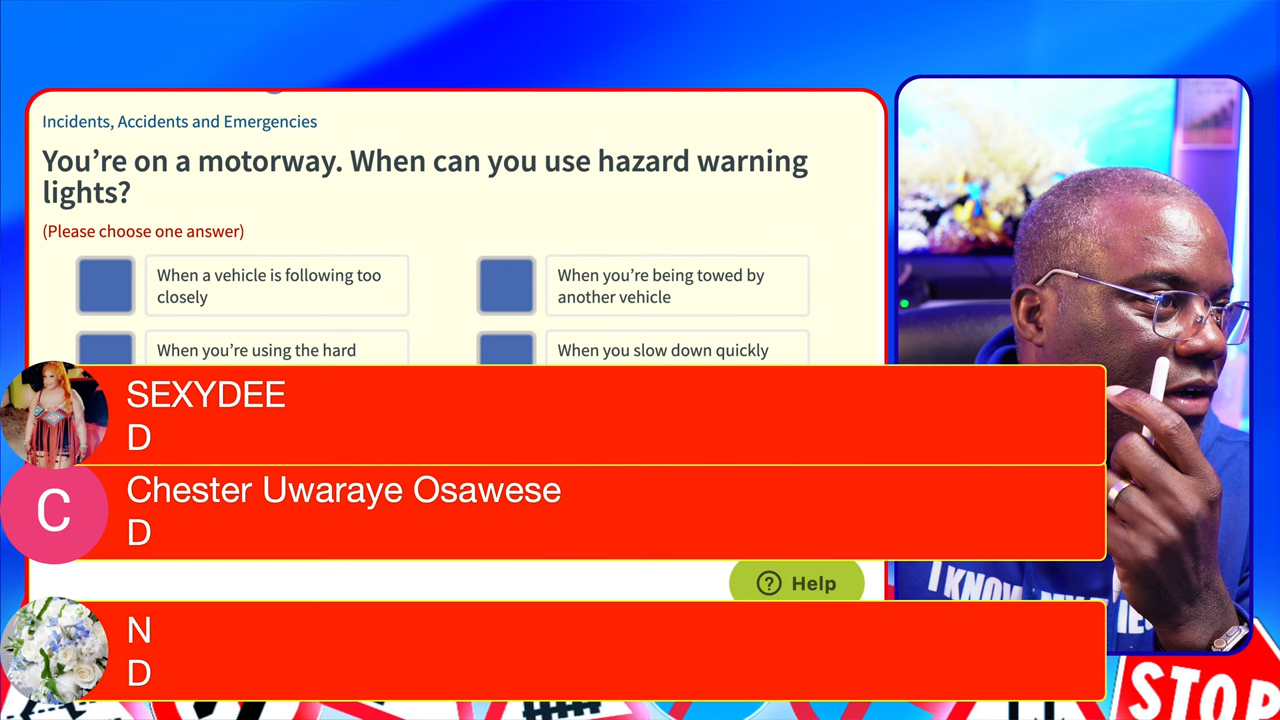 Incidents, Accidents and Emergencies
You’re on a motorway. When can you use hazard warning
lights?
(Please choose one answer)
When a vehicle is following too
closely
When you’re being towed by
another vehicle
When you’re using the hard
When you slow down quickly
SEXYDEE
D
C
Chester Uwaraye Osawese
D
? Help
I KNOW MY
N
D
STOP